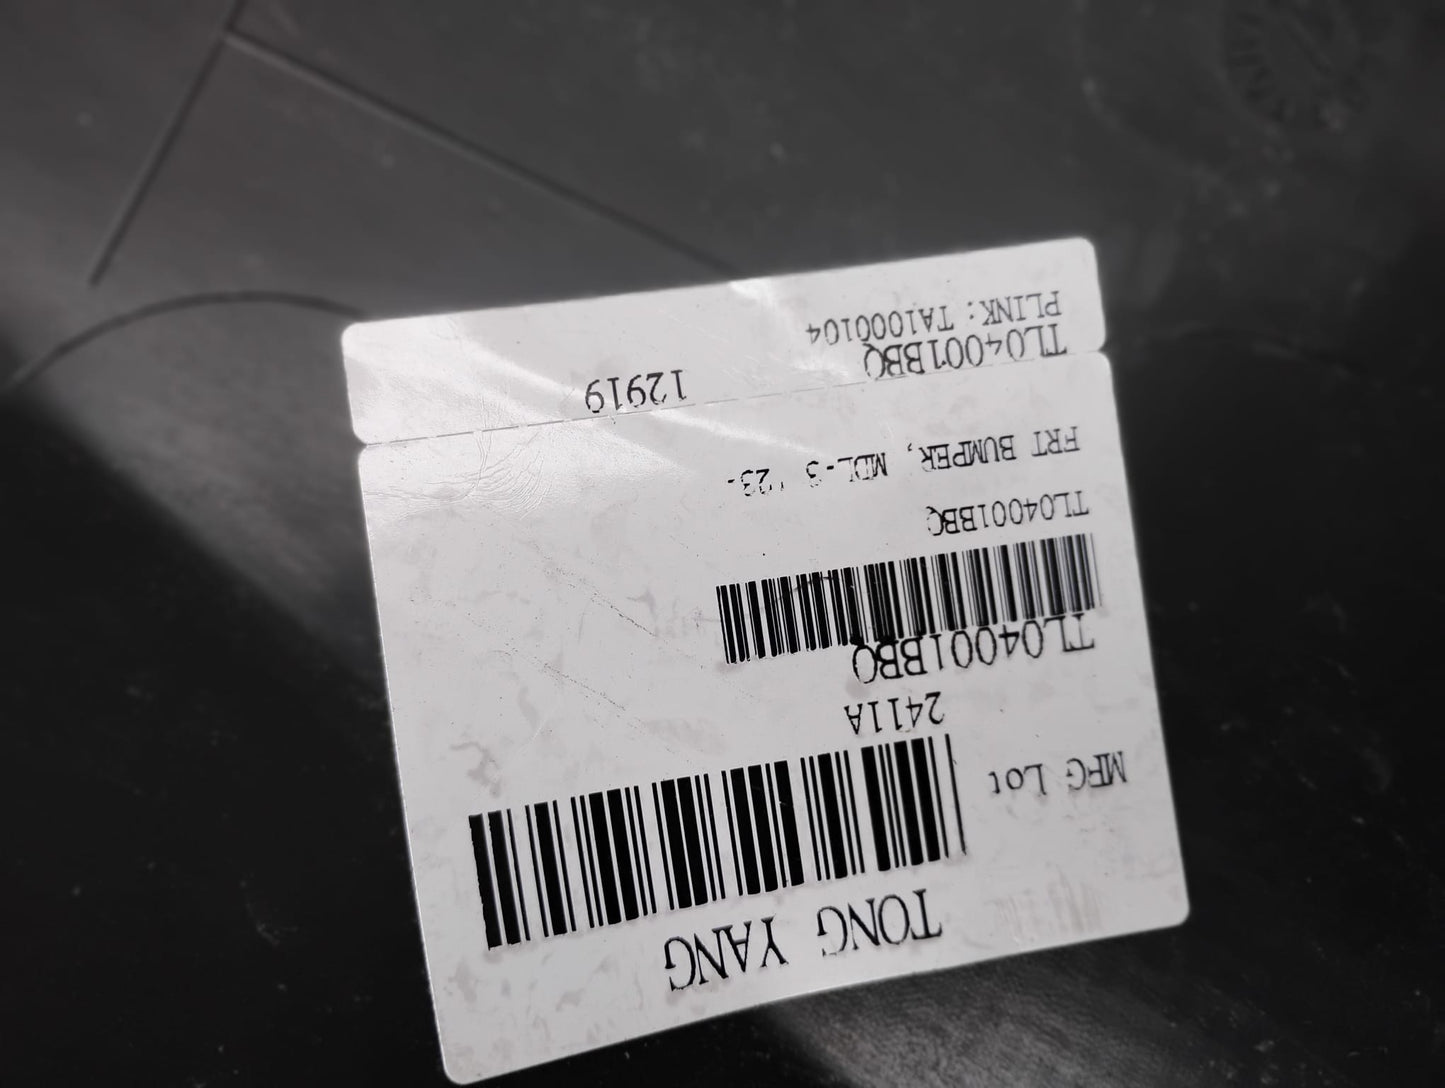 TONG YANG
MFG Lot
2411A
TL04001BBQ
TL04001BBQ
FRT BUMPER, MDL-3 '23-
12919
TL04001BBQ
PLINK: TA1000104